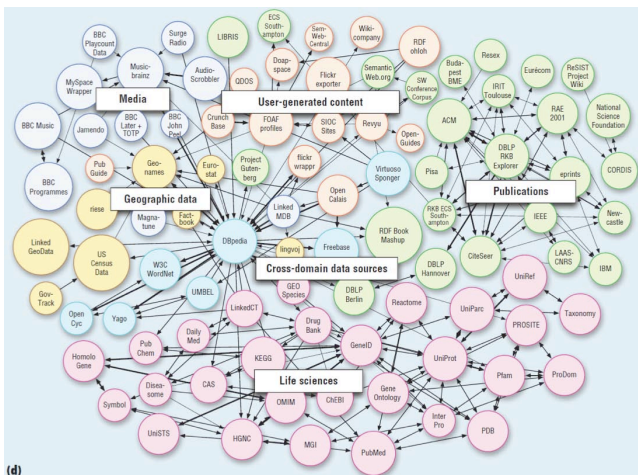 BBC
Playcount
Data
Surge
Radio
LIBRIS
ECS
South-
ampton
Sem-
Web-
Central
Wiki-
company
RDF
ohloh
Doap-
space
Music-
brainz
Audio-
Scrobbler
MySpace
Wrapper
QDOS
Flickr
exporter
Semantic
Web.org
SW
Conference
Corpus
Buda-
pest
BME
Resex
IRIT
Toulouse
Eurécom
ReSIST
Project
Wiki
National
Science
Foundation
RAE
2001
ACM
Media
User-generated content
BBC Music
Jamendo
BBC
Later +
TOTP
BBC
John
Peel
Crunch
Base
FOAF
profiles
SIOC
Sites
Revyu
Open-
Guides
DBLP
RKB
Explorer
CORDIS
BBC
Programmes
Pub
Guide
Geo-
names
Euro-
stat
Project
Guten-
berg
flickr
wrappr
Virtuoso
Sponger
Pisa
eprints
Publications
Geographic data
riese
Magna-
tune
Fact-
book
Linked
MDB
Open
Calais
RKB ECS
South-
ampton
IEEE
New-
castle
Linked
GeoData
US
Census
Data
DBpedia
lingvoj
Freebase
RDF Book
Mashup
CiteSeer
LAAS-
CNRS
IBM
W3C
WordNet
Cross-domain data sources
DBLP
Hannover
Gov-
Track
Open
Cyc
Yago
UMBEL
LinkedCT
GEO
Species
DBLP
Berlin
Reactome
UniRef
UniParc
Taxonomy
PROSITE
Daily
Med
Drug
Bank
Pub
Chem
Homolo
Gene
KEGG
GeneID
UniProt
Pfam
ProDom
Life sciences
Disea-
some
CAS
Symbol
OMIM
ChEBI
Gene
Ontology
Inter
Pro
UniSTS
HGNC
MGI
PubMed
PDB
(d)